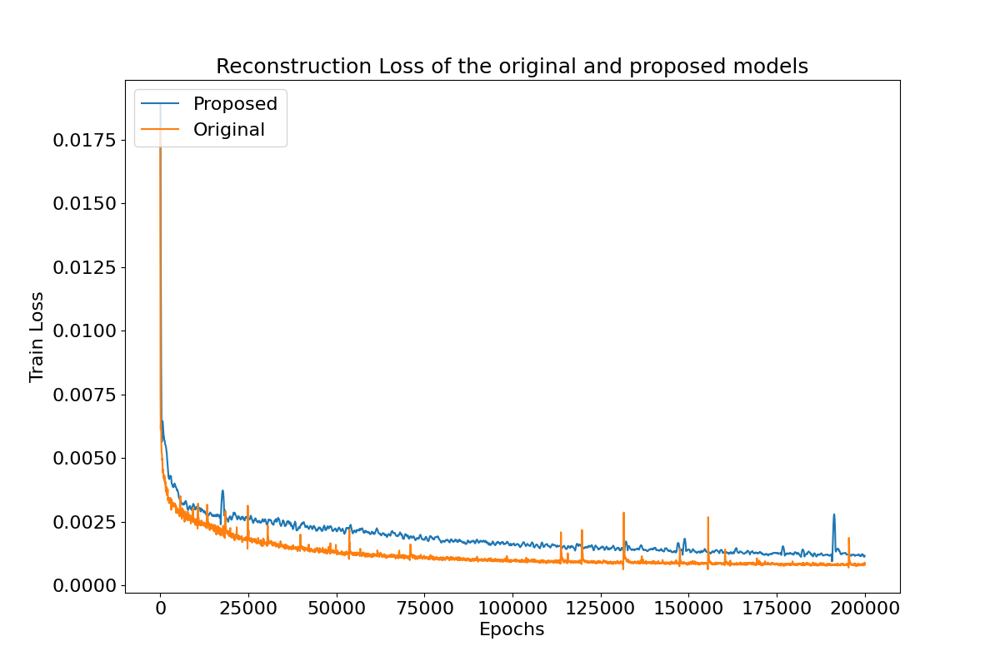 Reconstruction Loss of the original and proposed models
Proposed
Original
Train Loss
0.0175
0.0150
0.0125
0.0100
0.0075
0.0050
0.0025
0.0000
0 25000 50000 75000 100000 125000 150000 175000 200000
Epochs